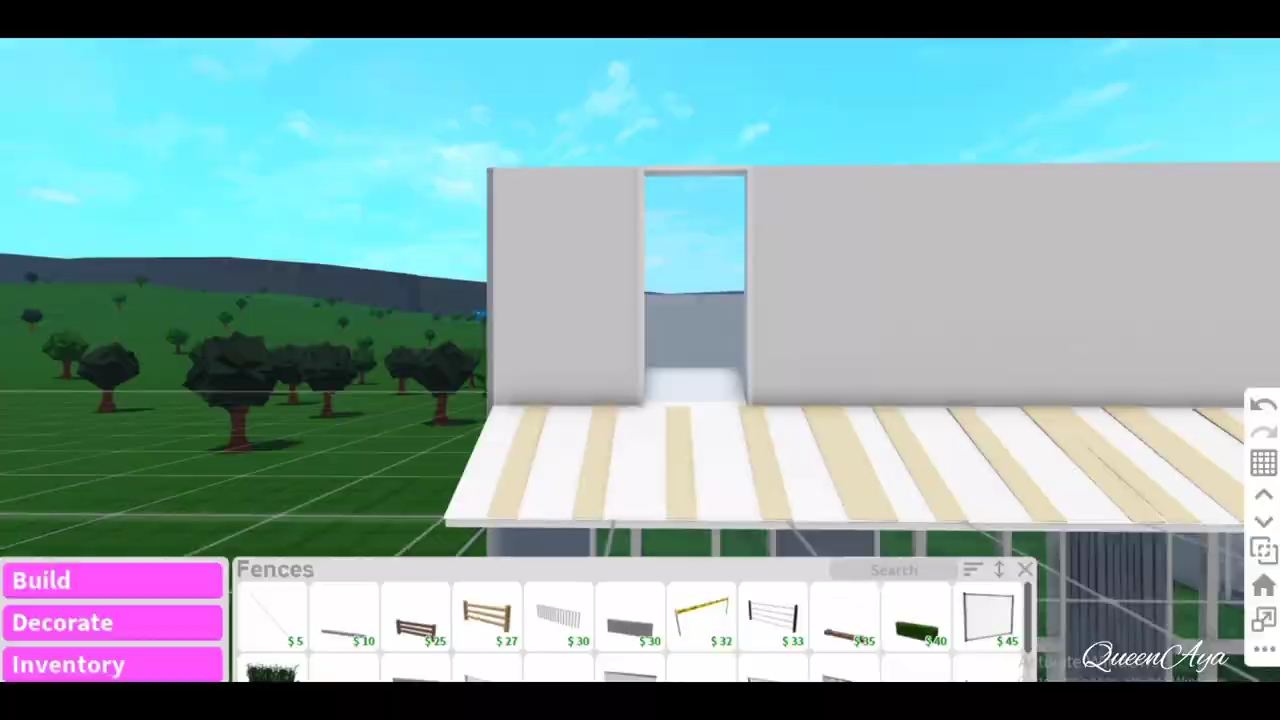 Fences
Search
Build
Decorate
Inventory
$ 5
$ 10
$ 25
$ 27
$ 30
$ 30
$ 32
$ 33
$ 35
$ 40
$ 45
QueenAya